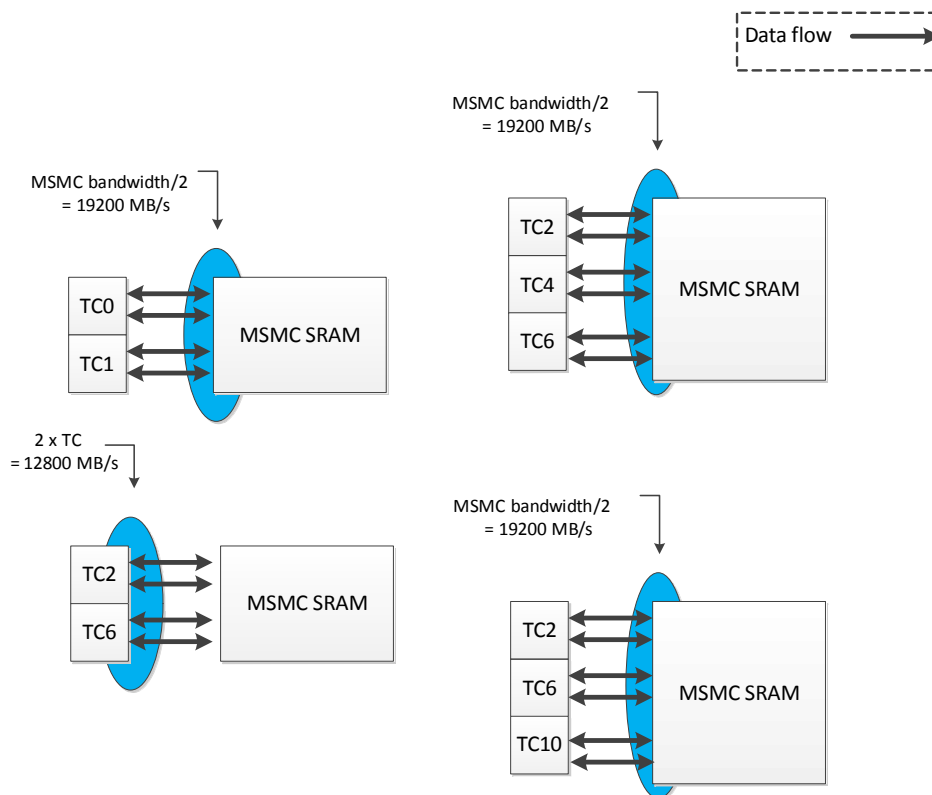 Data flow
MSMC bandwidth/2
= 19200 MB/s
MSMC bandwidth/2
= 19200 MB/s
TC0
TC1
MSMC SRAM
TC2
TC4
TC6
MSMC SRAM
2 x TC
= 12800 MB/s
MSMC bandwidth/2
= 19200 MB/s
TC2
TC6
MSMC SRAM
TC2
TC6
TC10
MSMC SRAM